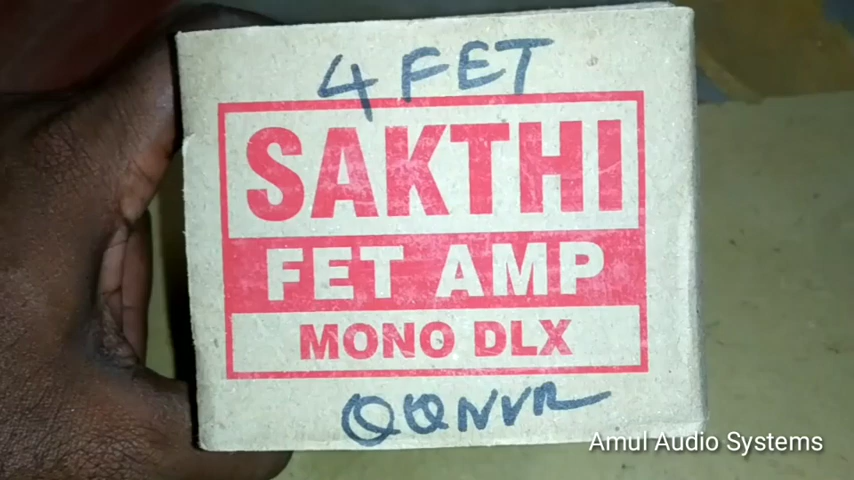 4 FET
SAKTHI
FET AMP
MONO DLX
Amul Audio Systems